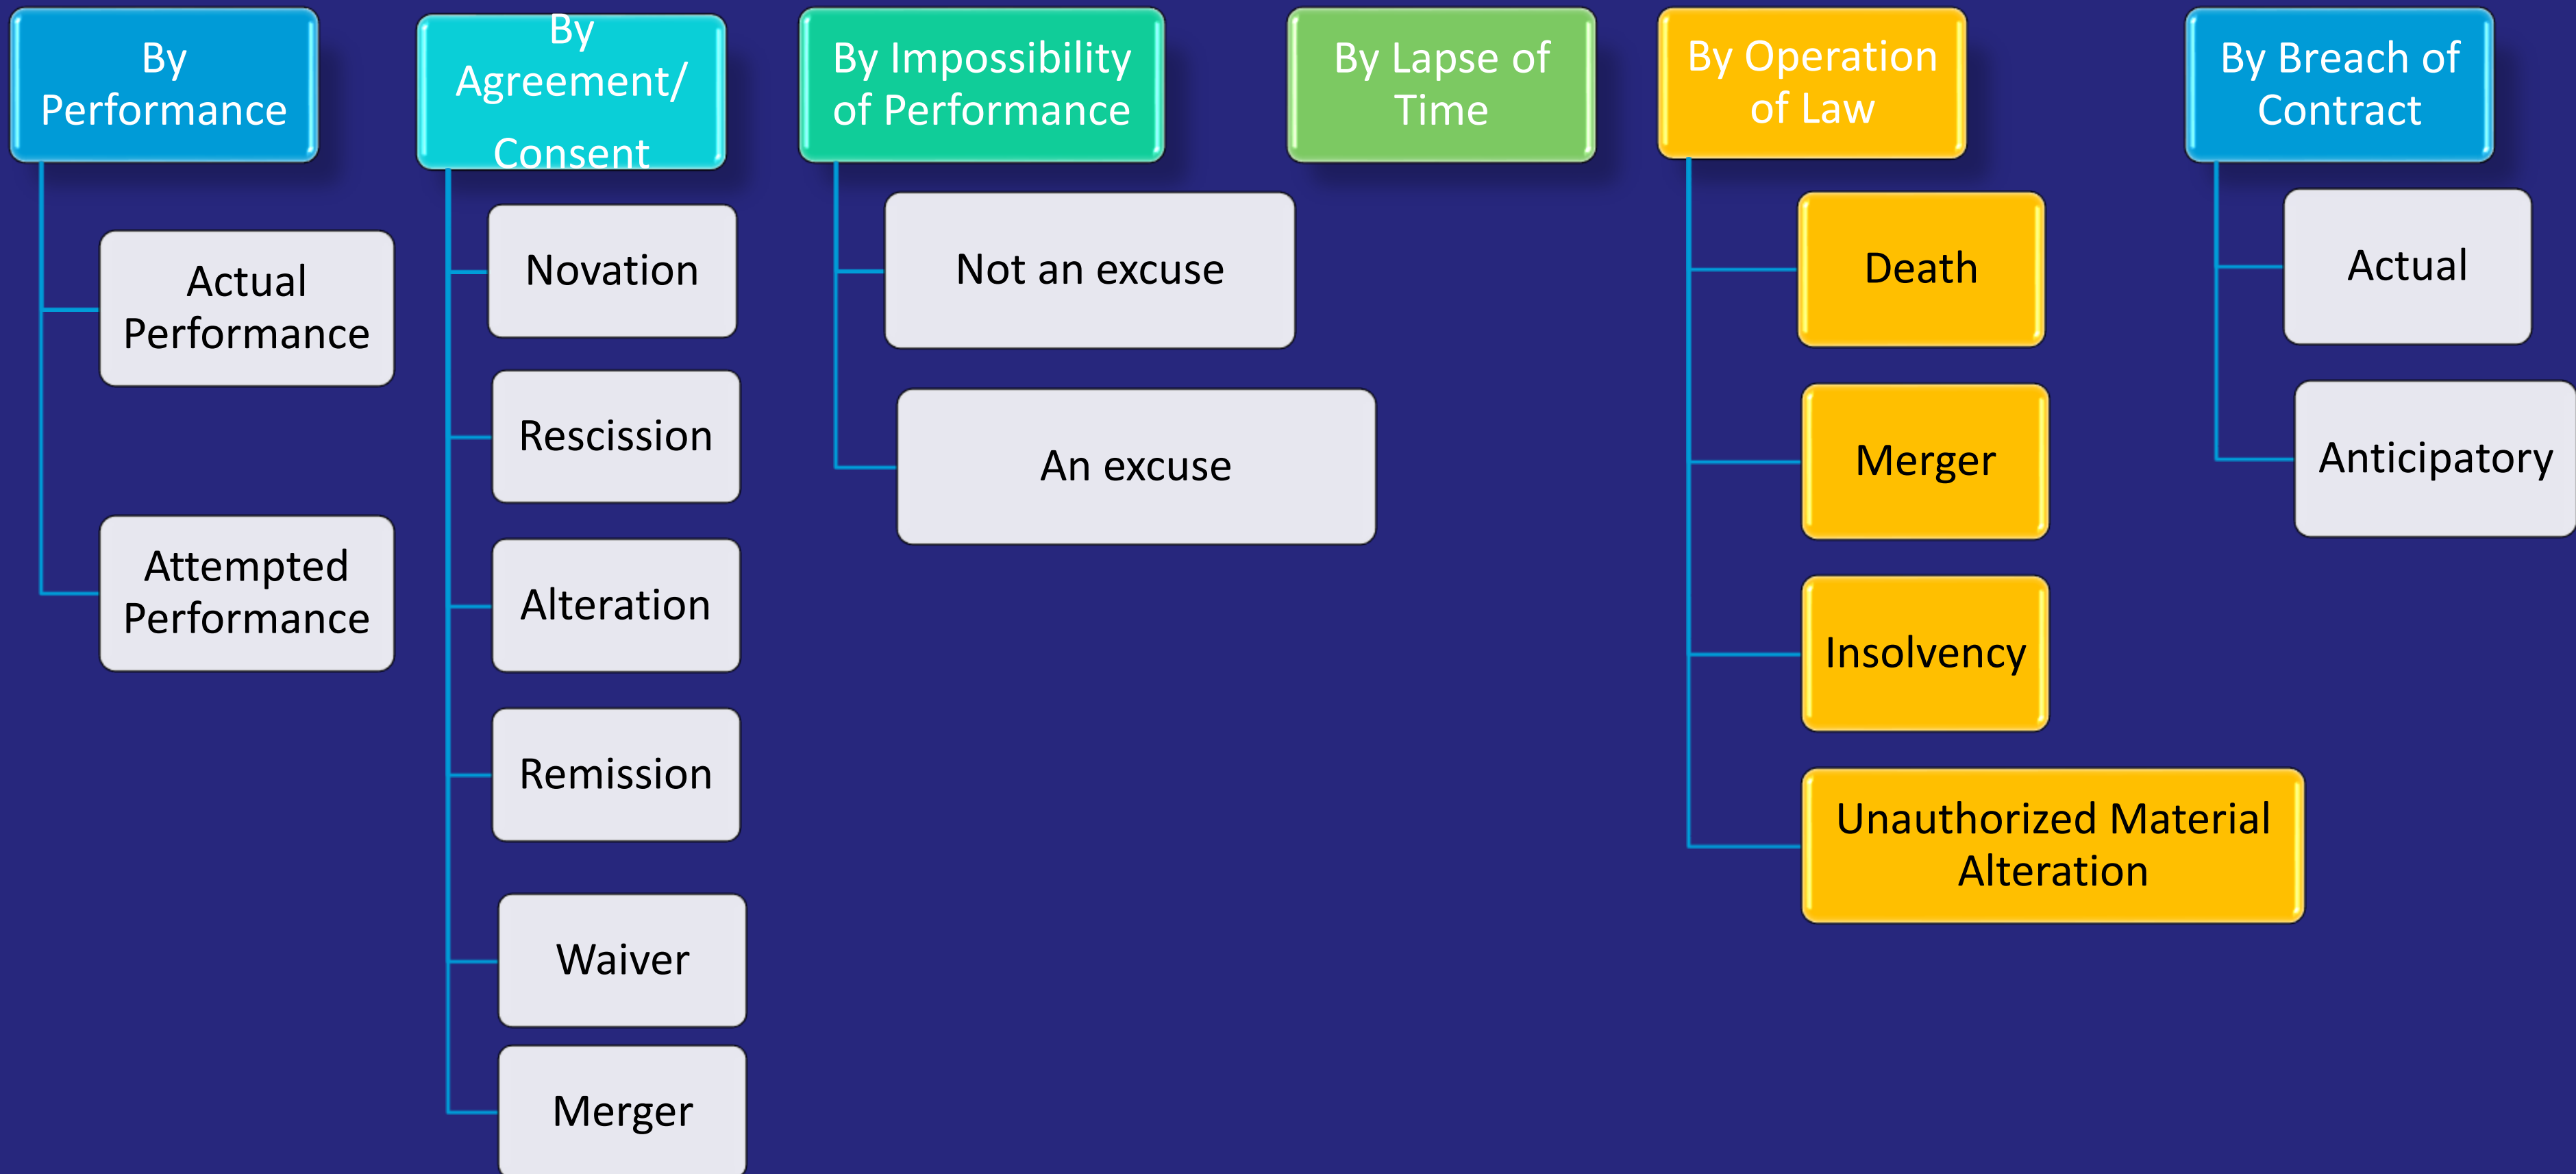 By
Performance
Actual
Performance
Attempted
Performance
By
Agreement/
Consent
Novation
Rescission
Alteration
Remission
Waiver
Merger
By Impossibility
of Performance
Not an excuse
An excuse
By Lapse of
Time
By Operation
of Law
Death
Merger
Insolvency
Unauthorized Material
Alteration
By Breach of
Contract
Actual
Anticipatory